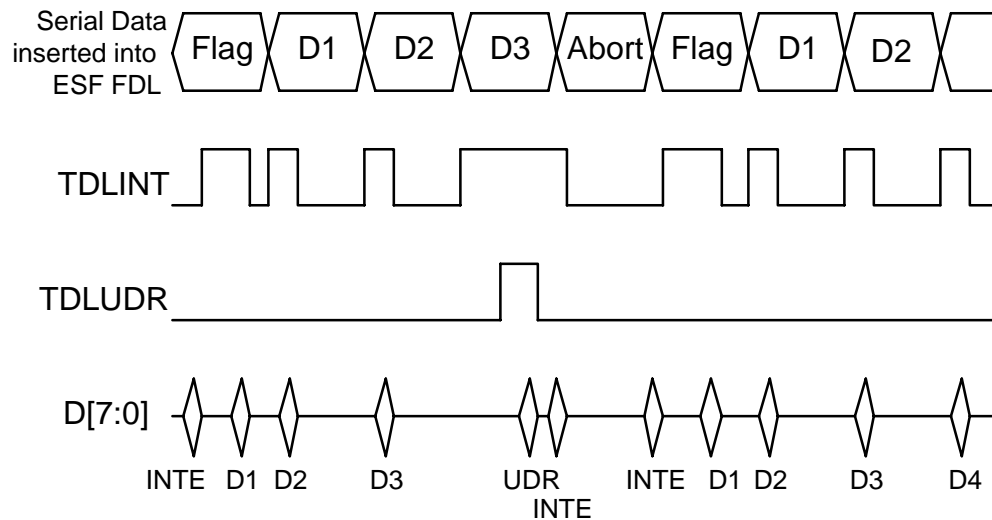 Serial Data
inserted into
ESF FDL
Flag D1 D2 D3 Abort Flag D1 D2
TDLINT
TDLUDR
D[7:0]
INTE D1 D2 D3 UDR INTE D1 D2 D3 D4
INTE